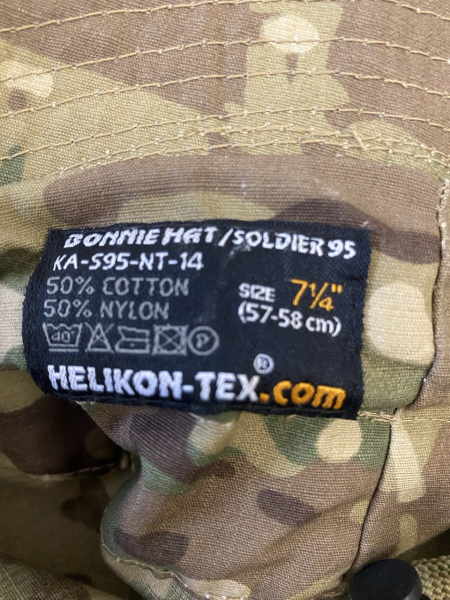 BONNIE HAT/SOLDIER 95
KA-S95-NT-14
50% COTTON
50% NYLON
SIZE 7¼"
(57-58 cm)
40°
P
HELIKON-TEX®.com